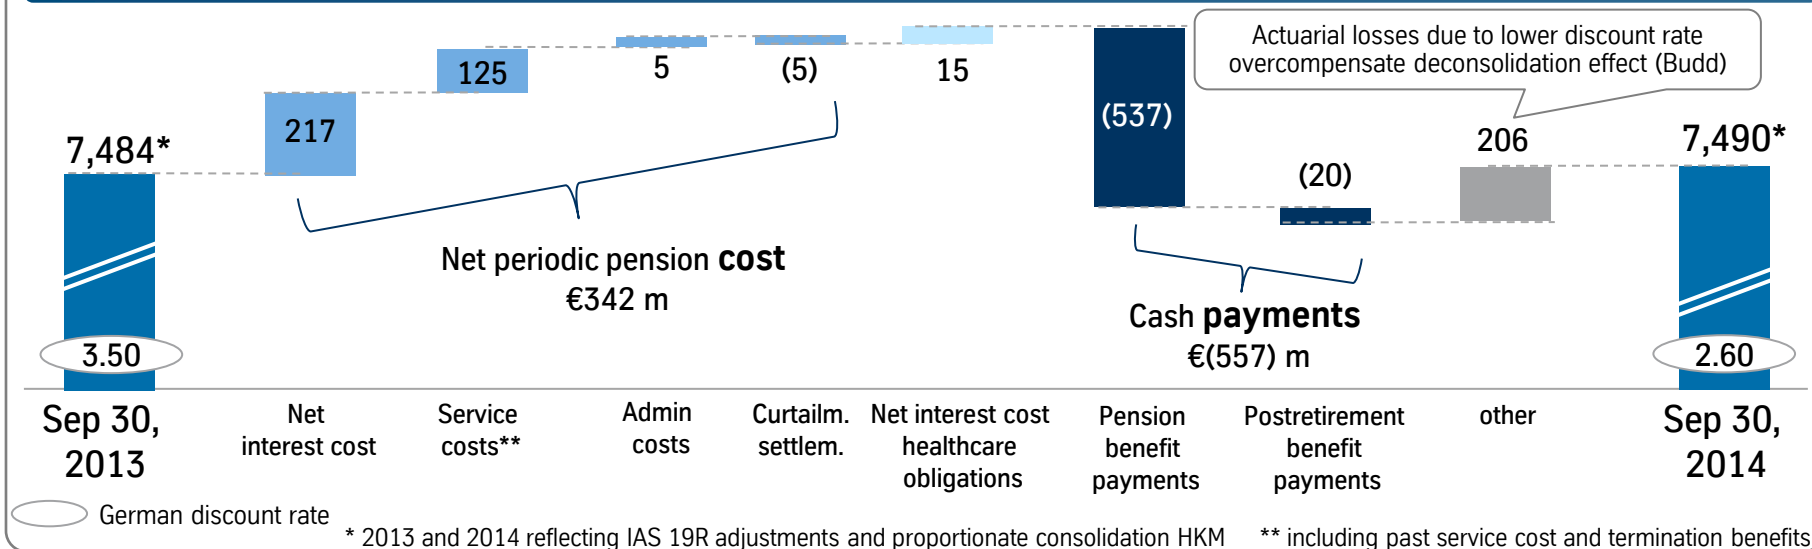 Actuarial losses due to lower discount rate
overcompensate deconsolidation effect (Budd)
7,484*
217
125
5
(5)
15
(537)
(20)
206
7,490*
Net periodic pension cost
€342 m
Cash payments
€(557) m
3.50
2.60
Sep 30,
2013
Net
interest cost
Service
costs**
Admin
costs
Curtailm.
settlem.
Net interest cost
healthcare
obligations
Pension
benefit
payments
Postretirement
benefit
payments
other
Sep 30,
2014
German discount rate
* 2013 and 2014 reflecting IAS 19R adjustments and proportionate consolidation HKM
** including past service cost and termination benefits